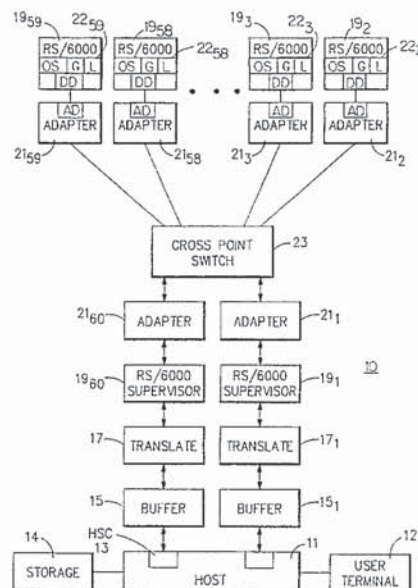 19₅₉ 22₅₉ 19₅₈ 19₃ 22₃ 19₂
RS/6000 RS/6000 RS/6000 RS/6000
22₅₈ 22₂
OS G L OS G L OS G L OS G L
DD DD DD DD
AD AD AD AD
ADAPTER ADAPTER ADAPTER ADAPTER
21₅₉ 21₅₈ 21₃ 21₂
CROSS POINT
SWITCH
23
21₆₀ ADAPTER ADAPTER 21₁
19₆₀ RS/6000 RS/6000 19₁
SUPERVISOR SUPERVISOR
10
17 TRANSLATE TRANSLATE 17₁
15 BUFFER BUFFER 15₁
14 HSC 11 12
13
STORAGE HOST USER
TERMINAL